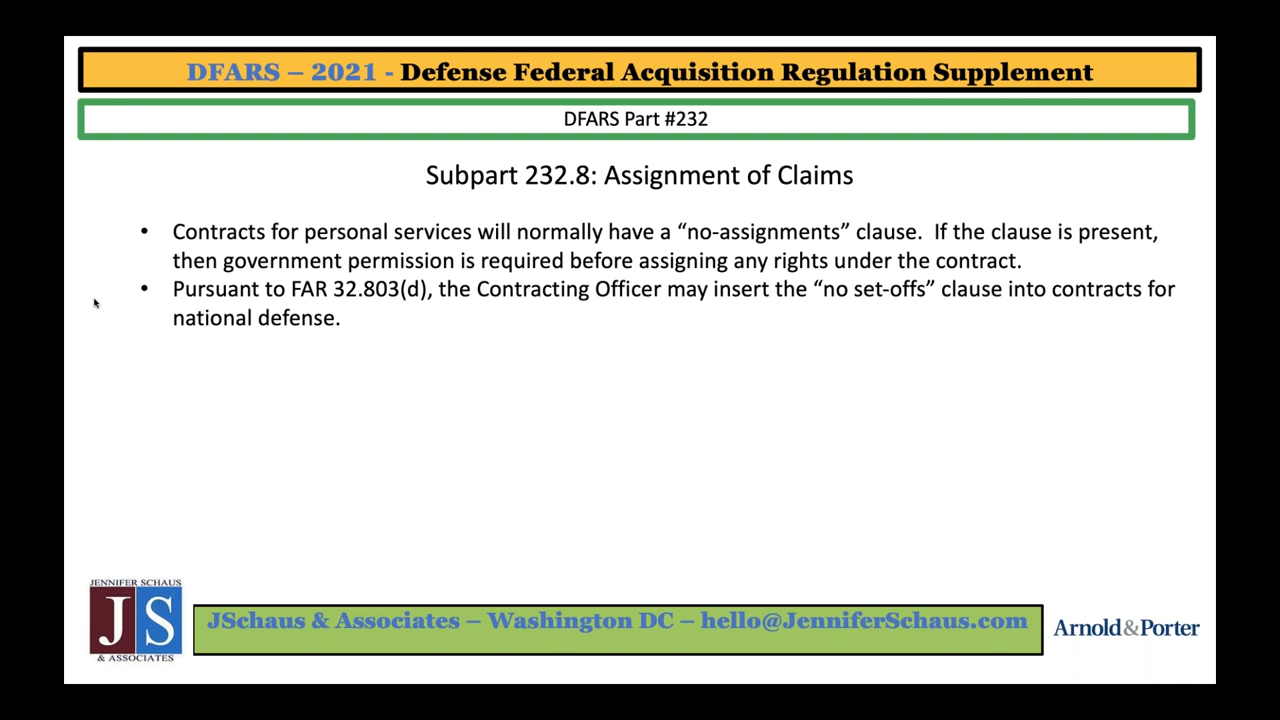 DFARS – 2021 - Defense Federal Acquisition Regulation Supplement
DFARS Part #232
Subpart 232.8: Assignment of Claims
• Contracts for personal services will normally have a “no-assignments” clause.  If the clause is present,
then government permission is required before assigning any rights under the contract.
• Pursuant to FAR 32.803(d), the Contracting Officer may insert the “no set-offs” clause into contracts for
national defense.
JENNIFER SCHAUS
JS
& ASSOCIATES
JSchaus & Associates – Washington DC – hello@JenniferSchaus.com
Arnold&Porter